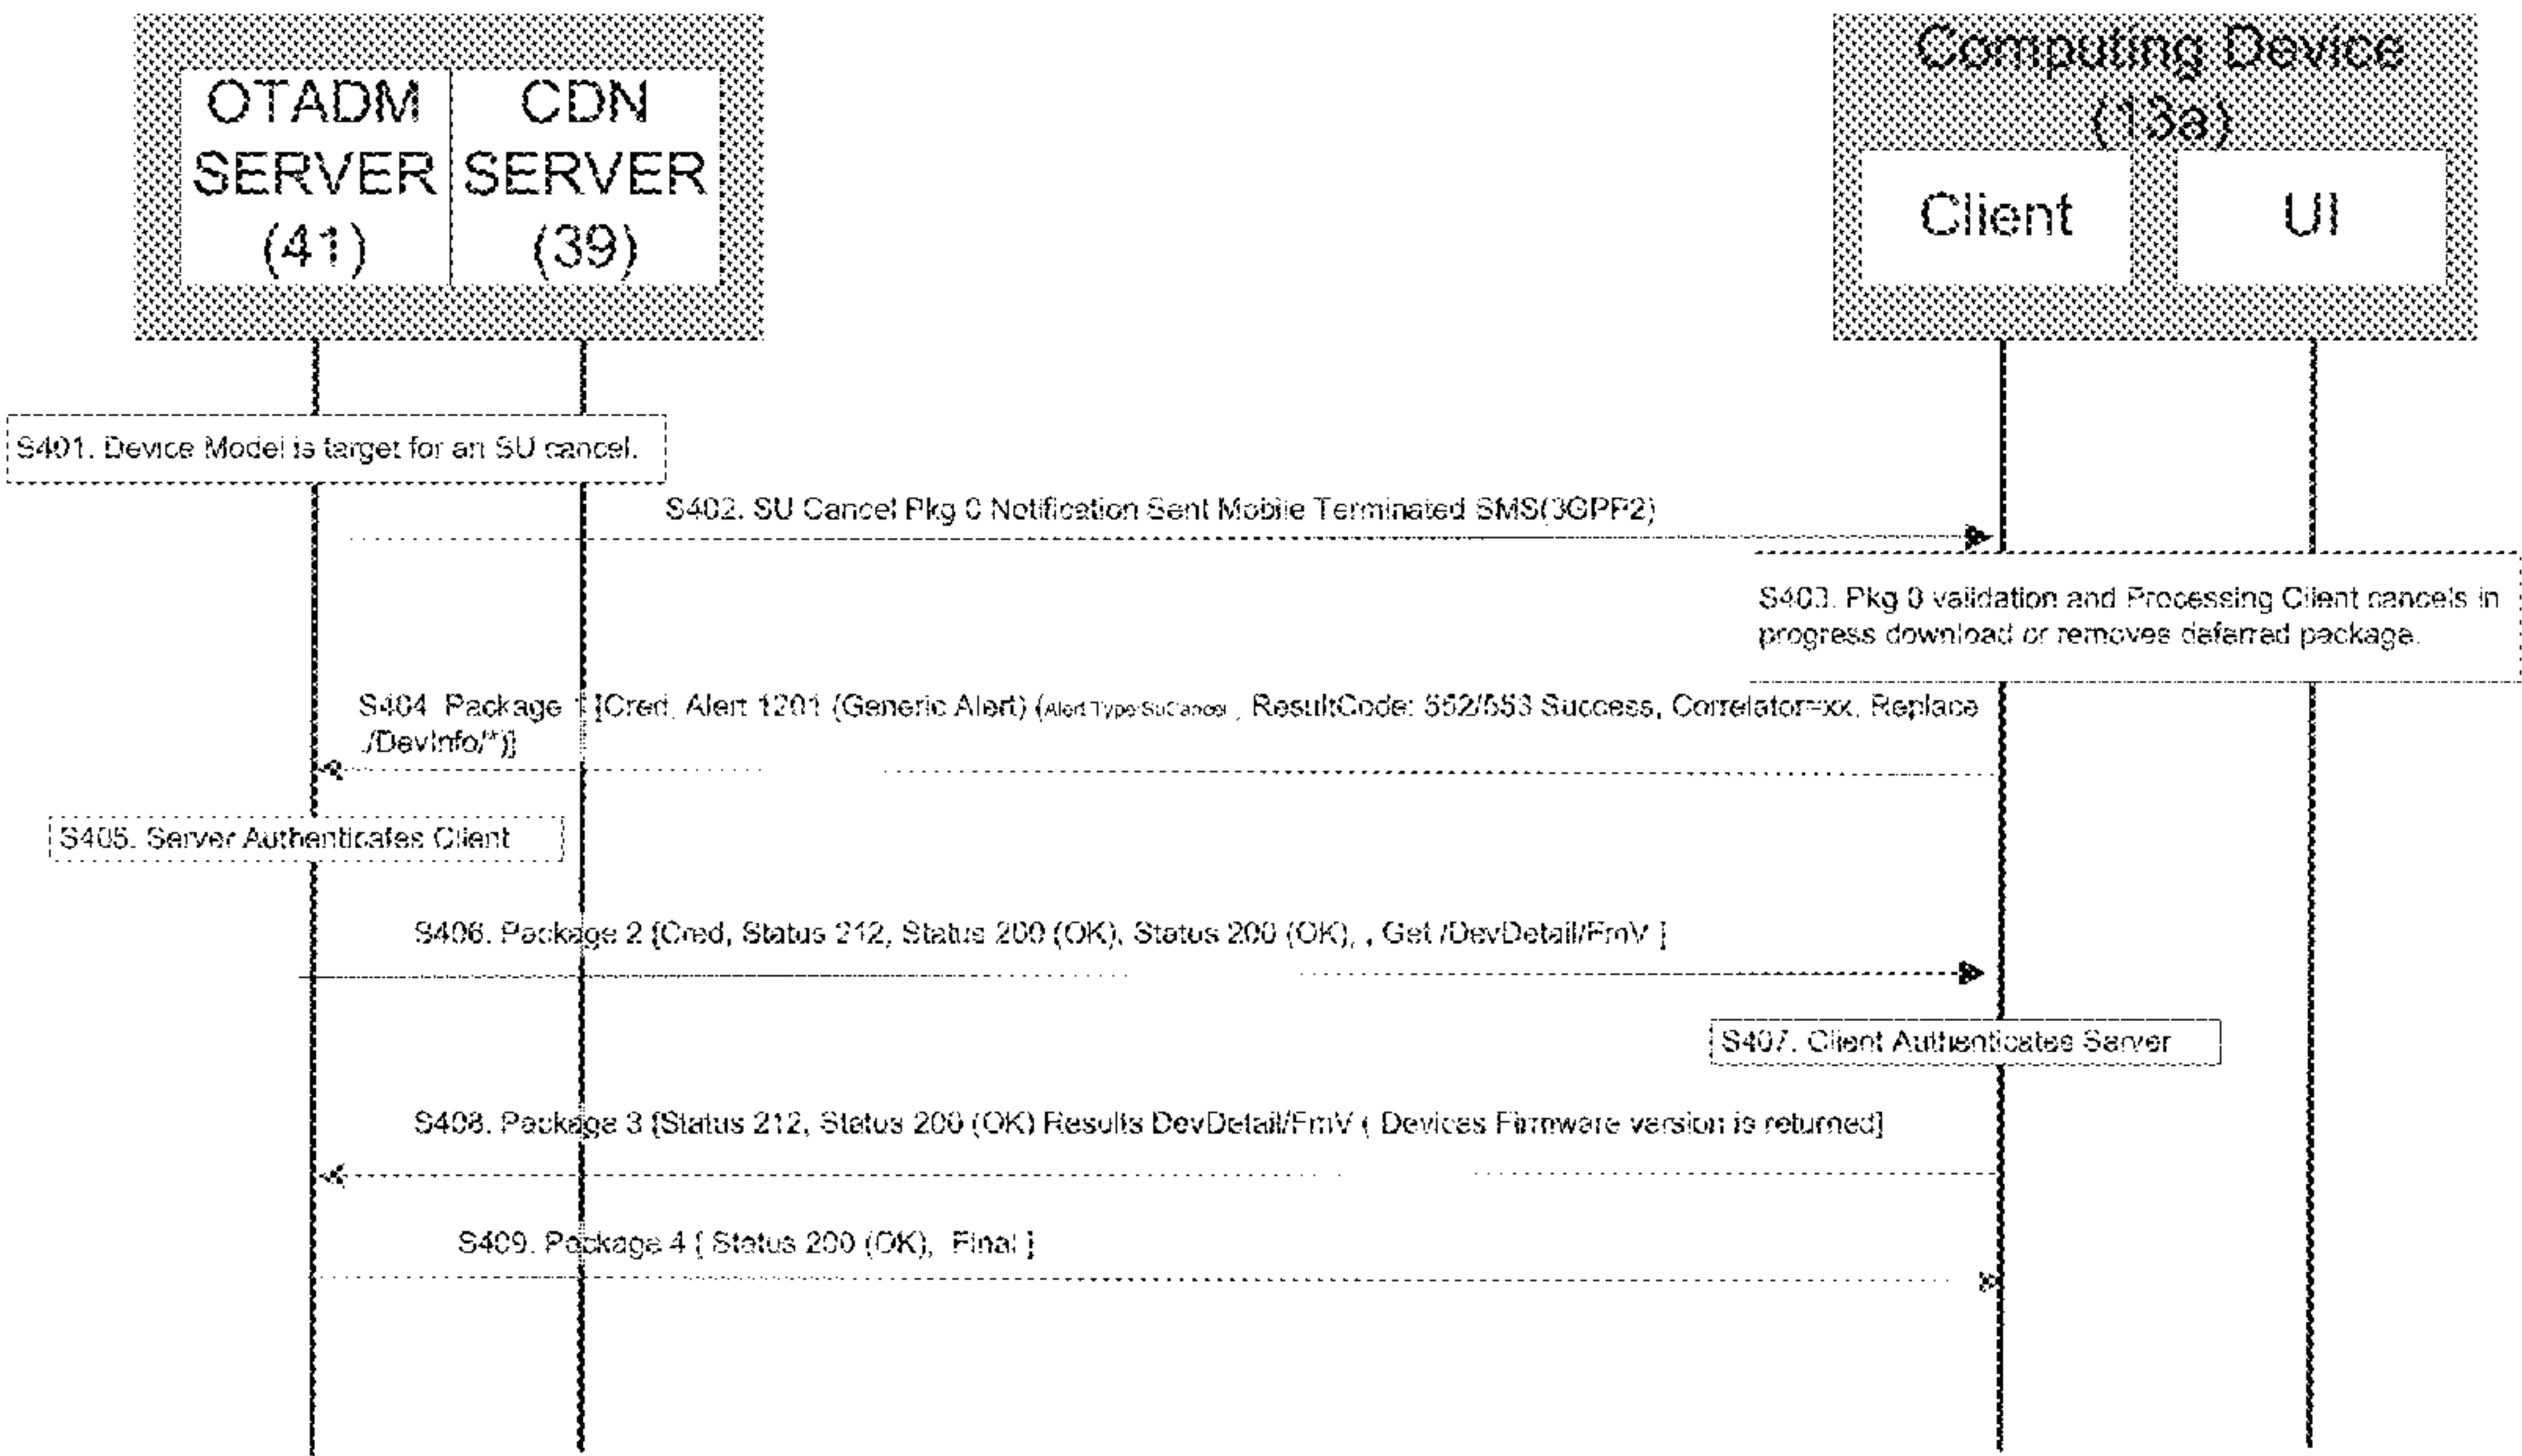 OTADM
SERVER
(41)
CDN
SERVER
(39)
Computing Device
(13a)
Client
UI
S401. Device Model is target for an SU cancel.
S402. SU Cancel Pkg 0 Notification Sent Mobile Terminated SMS(3GPP2)
S403. Pkg 0 validation and Processing Client cancels in
progress download or removes deferred package.
S404. Package 1 [Cred, Alert 1201 (Generic Alert) (Alert Type:SuCancel , ResultCode: 552/553 Success, Correlator=xx, Replace
./DevInfo/*)]
S405. Server Authenticates Client
S406. Package 2 [Cred, Status 212, Status 200 (OK), Status 200 (OK), , Get /DevDetail/FmV ]
S407. Client Authenticates Server
S408. Package 3 [Status 212, Status 200 (OK) Results DevDetail/FmV ( Devices Firmware version is returned]
S409. Package 4 [ Status 200 (OK), Final ]